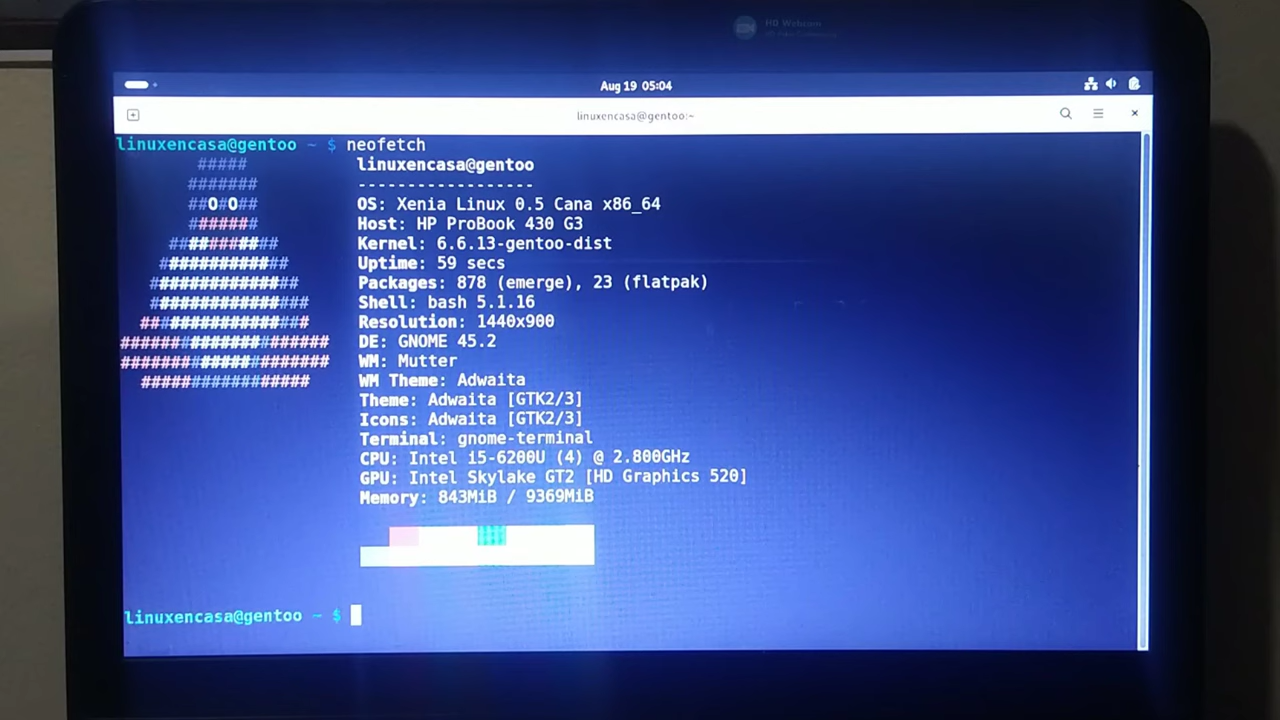 HD Webcam
Aug 19 05:04
linuxencasa@gentoo:~
linuxencasa@gentoo ~ $ neofetch
linuxencasa@gentoo
------------------
OS: Xenia Linux 0.5 Cana x86_64
Host: HP ProBook 430 G3
Kernel: 6.6.13-gentoo-dist
Uptime: 59 secs
Packages: 878 (emerge), 23 (flatpak)
Shell: bash 5.1.16
Resolution: 1440x900
DE: GNOME 45.2
WM: Mutter
WM Theme: Adwaita
Theme: Adwaita [GTK2/3]
Icons: Adwaita [GTK2/3]
Terminal: gnome-terminal
CPU: Intel i5-6200U (4) @ 2.800GHz
GPU: Intel Skylake GT2 [HD Graphics 520]
Memory: 843MiB / 9369MiB
linuxencasa@gentoo ~ $